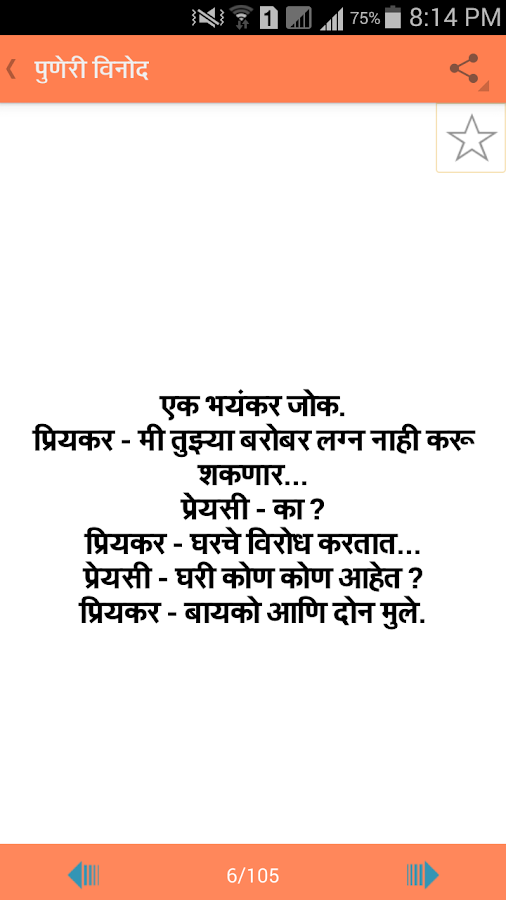 1 75% 8:14 PM
पुणेरी विनोद
एक भयंकर जोक.
प्रियकर - मी तुझ्या बरोबर लग्न नाही करू
शकणार...
प्रेयसी - का ?
प्रियकर - घरचे विरोध करतात...
प्रेयसी - घरी कोण कोण आहेत ?
प्रियकर - बायको आणि दोन मुले.
6/105